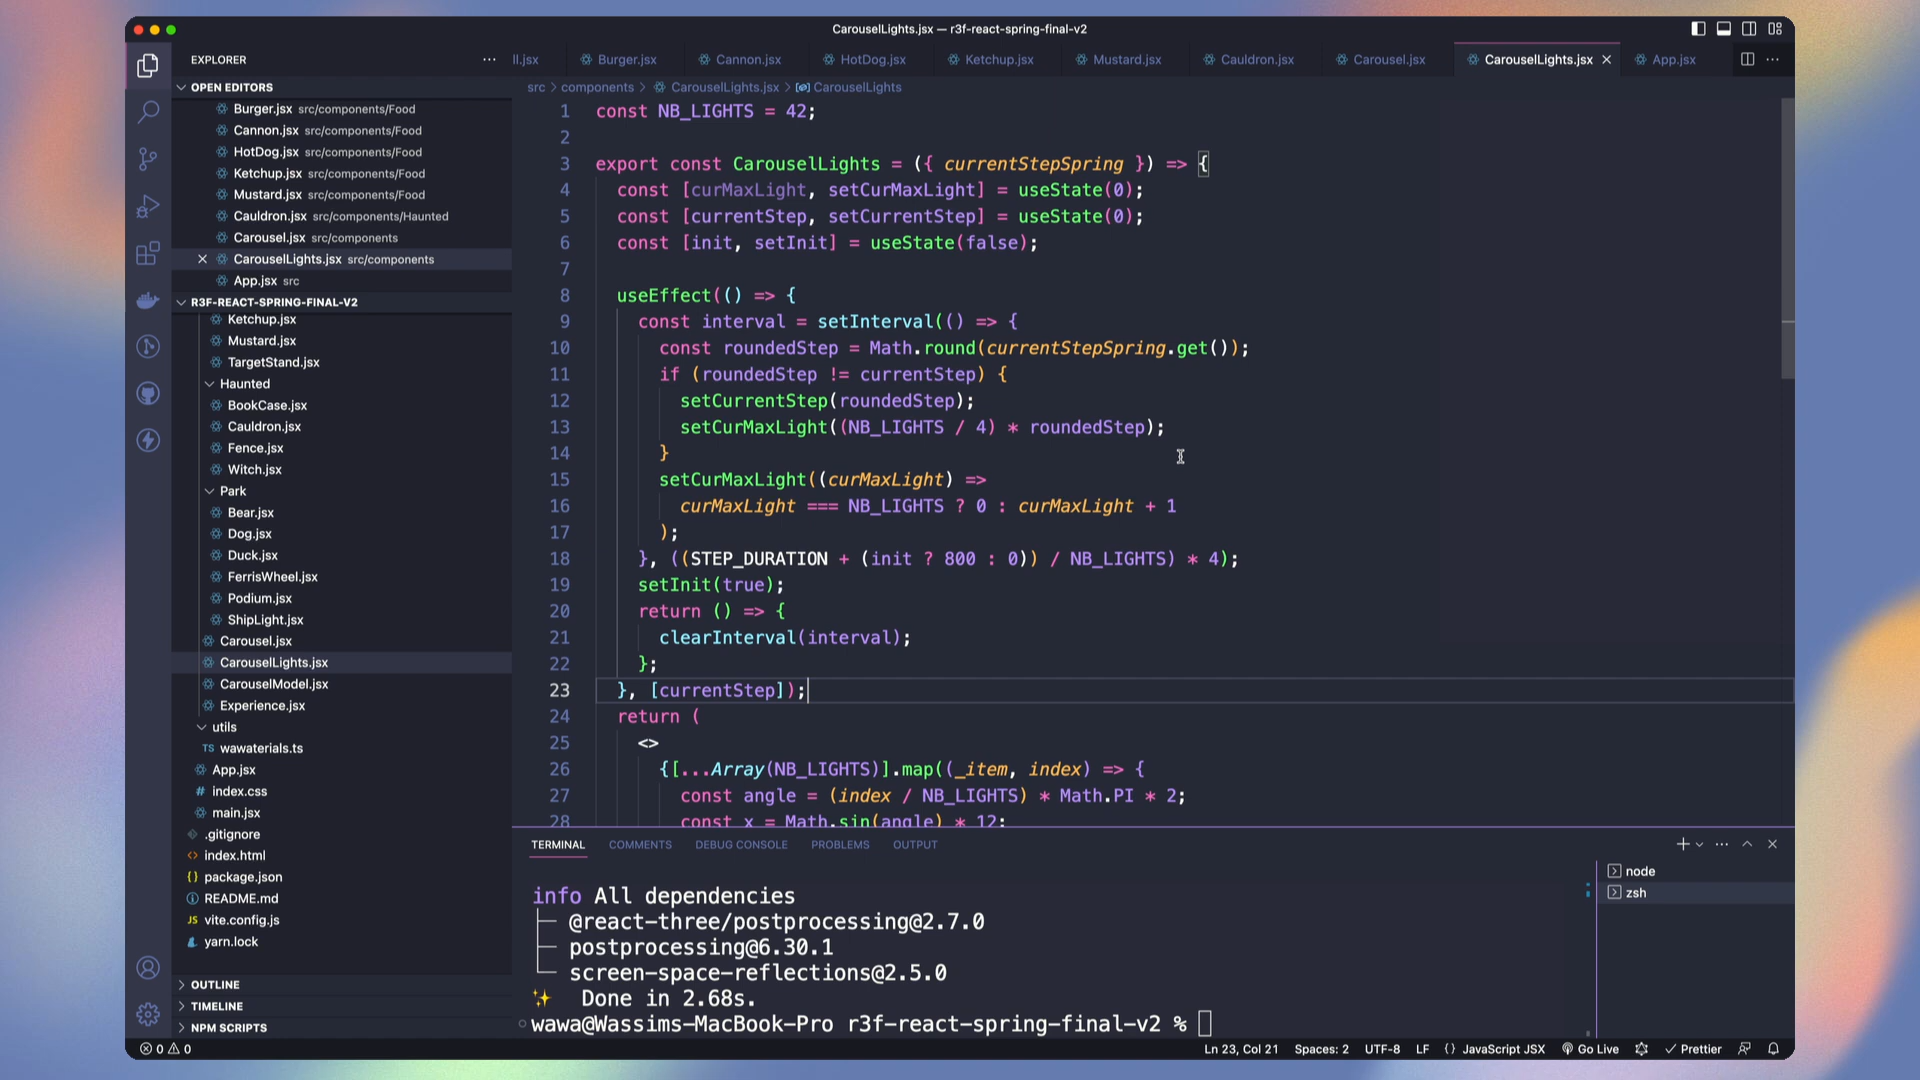 CarouselLights.jsx — r3f-react-spring-final-v2
EXPLORER
ll.jsx
Burger.jsx
Cannon.jsx
HotDog.jsx
Ketchup.jsx
Mustard.jsx
Cauldron.jsx
Carousel.jsx
CarouselLights.jsx
App.jsx
OPEN EDITORS
Burger.jsx src/components/Food
Cannon.jsx src/components/Food
HotDog.jsx src/components/Food
Ketchup.jsx src/components/Food
Mustard.jsx src/components/Food
Cauldron.jsx src/components/Haunted
Carousel.jsx src/components
CarouselLights.jsx src/components
App.jsx src
R3F-REACT-SPRING-FINAL-V2
Ketchup.jsx
Mustard.jsx
TargetStand.jsx
Haunted
BookCase.jsx
Cauldron.jsx
Fence.jsx
Witch.jsx
Park
Bear.jsx
Dog.jsx
Duck.jsx
FerrisWheel.jsx
Podium.jsx
ShipLight.jsx
Carousel.jsx
CarouselLights.jsx
CarouselModel.jsx
Experience.jsx
utils
TS wawaterials.ts
App.jsx
# index.css
main.jsx
.gitignore
<> index.html
{} package.json
README.md
JS vite.config.js
yarn.lock
OUTLINE
TIMELINE
NPM SCRIPTS
src > components > CarouselLights.jsx > CarouselLights
1 const NB_LIGHTS = 42;
2
3 export const CarouselLights = ({ currentStepSpring }) => {
4 const [curMaxLight, setCurMaxLight] = useState(0);
5 const [currentStep, setCurrentStep] = useState(0);
6 const [init, setInit] = useState(false);
7
8 useEffect(() => {
9 const interval = setInterval(() => {
10 const roundedStep = Math.round(currentStepSpring.get());
11 if (roundedStep != currentStep) {
12 setCurrentStep(roundedStep);
13 setCurMaxLight((NB_LIGHTS / 4) * roundedStep);
14 }
15 setCurMaxLight((curMaxLight) =>
16 curMaxLight === NB_LIGHTS ? 0 : curMaxLight + 1
17 );
18 }, ((STEP_DURATION + (init ? 800 : 0)) / NB_LIGHTS) * 4);
19 setInit(true);
20 return () => {
21 clearInterval(interval);
22 };
23 }, [currentStep]);
24 return (
25 <>
26 {[...Array(NB_LIGHTS)].map((_item, index) => {
27 const angle = (index / NB_LIGHTS) * Math.PI * 2;
28 const x = Math.sin(angle) * 12;
TERMINAL COMMENTS DEBUG CONSOLE PROBLEMS OUTPUT
info All dependencies
├─ @react-three/postprocessing@2.7.0
├─ postprocessing@6.30.1
└─ screen-space-reflections@2.5.0
✨ Done in 2.68s.
wawa@Wassims-MacBook-Pro r3f-react-spring-final-v2 %
node
zsh
0 0
Ln 23, Col 21 Spaces: 2 UTF-8 LF {} JavaScript JSX Go Live Prettier